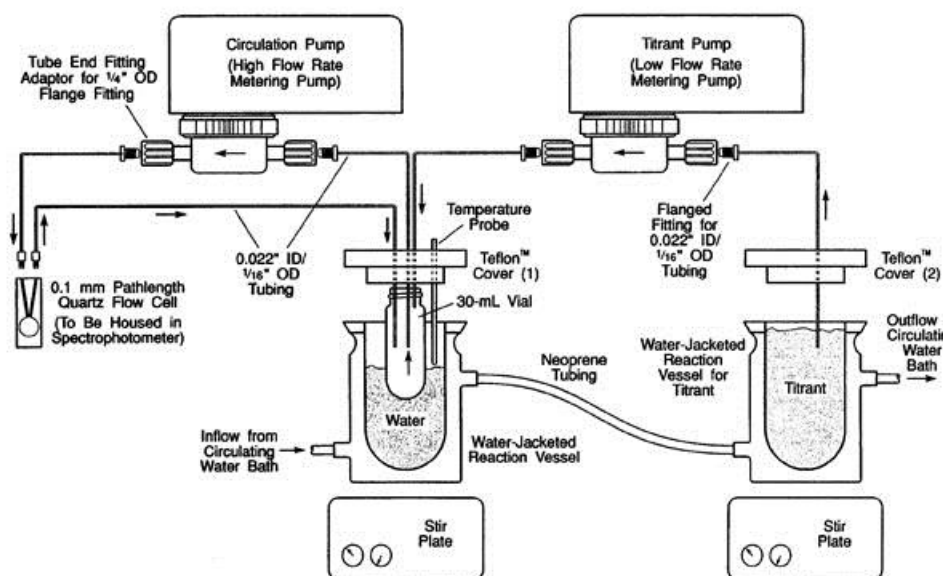 Circulation Pump
(High Flow Rate
Metering Pump)
Titrant Pump
(Low Flow Rate
Metering Pump)
Tube End Fitting
Adaptor for 1/4" OD
Flange Fitting
Temperature
Probe
Flanged
Fitting for
0.022" ID/
1/16" OD
Tubing
0.022" ID/
1/16" OD
Tubing
Teflon™
Cover (1)
Teflon™
Cover (2)
0.1 mm Pathlength
Quartz Flow Cell
(To Be Housed in
Spectrophotometer)
30-mL Vial
Neoprene
Tubing
Water-Jacketed
Reaction
Vessel for
Titrant
Outflow
Circulati
Water
Bath
Titrant
Water
Inflow from
Circulating
Water Bath
Water-Jacketed
Reaction Vessel
Stir
Plate
Stir
Plate